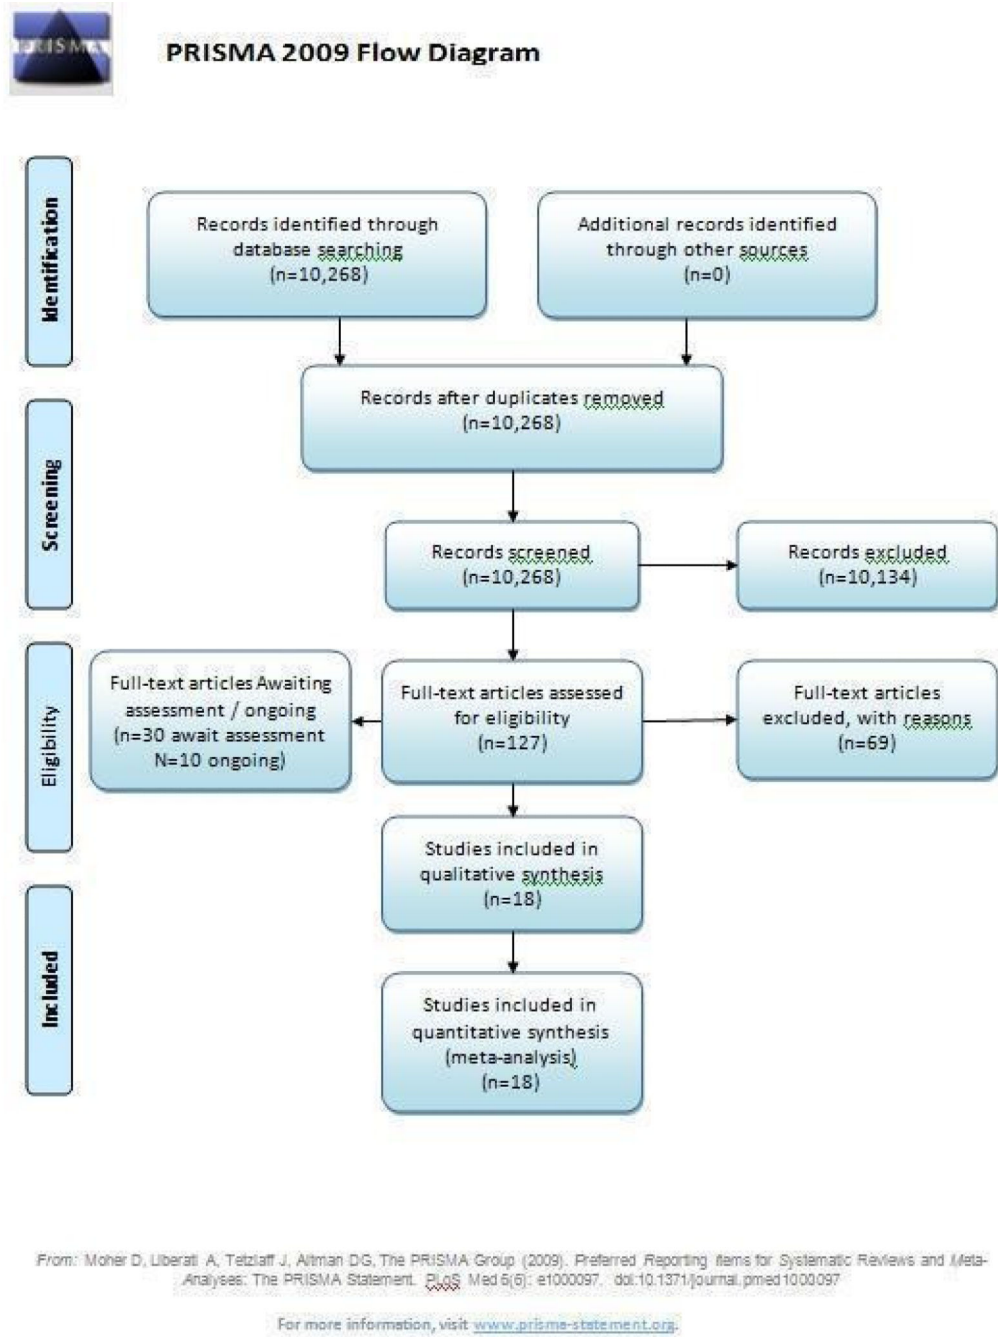 PRISMA
PRISMA 2009 Flow Diagram
Identification
Records identified through
database searching
(n=10,268)
Additional records identified
through other sources
(n=0)
Records after duplicates removed
(n=10,268)
Screening
Records screened
(n=10,268)
Records excluded
(n=10,134)
Eligibility
Full-text articles Awaiting
assessment / ongoing
(n=30 await assessment
N=10 ongoing)
Full-text articles assessed
for eligibility
(n=127)
Full-text articles
excluded, with reasons
(n=69)
Studies included in
qualitative synthesis
(n=18)
Included
Studies included in
quantitative synthesis
(meta-analysis)
(n=18)
From: Moher D, Liberati A, Tetzlaff J, Altman DG, The PRISMA Group (2009). Preferred Reporting Items for Systematic Reviews and Meta-
Analyses: The PRISMA Statement. PLoS Med 6(6): e1000097. doi:10.1371/journal.pmed1000097
For more information, visit www.prisma-statement.org.